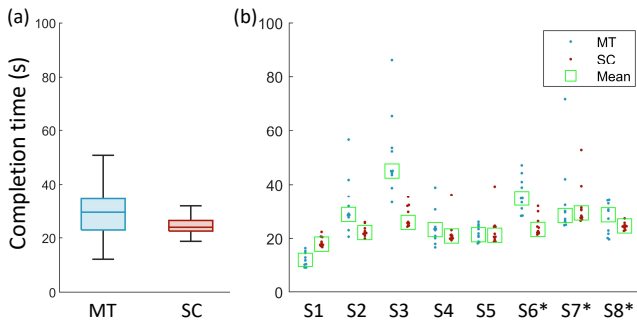 (a)
(b)
Completion time (s)
100
80
60
40
20
0
MT
SC
100
80
60
40
20
0
MT
SC
Mean
S1 S2 S3 S4 S5 S6* S7* S8*